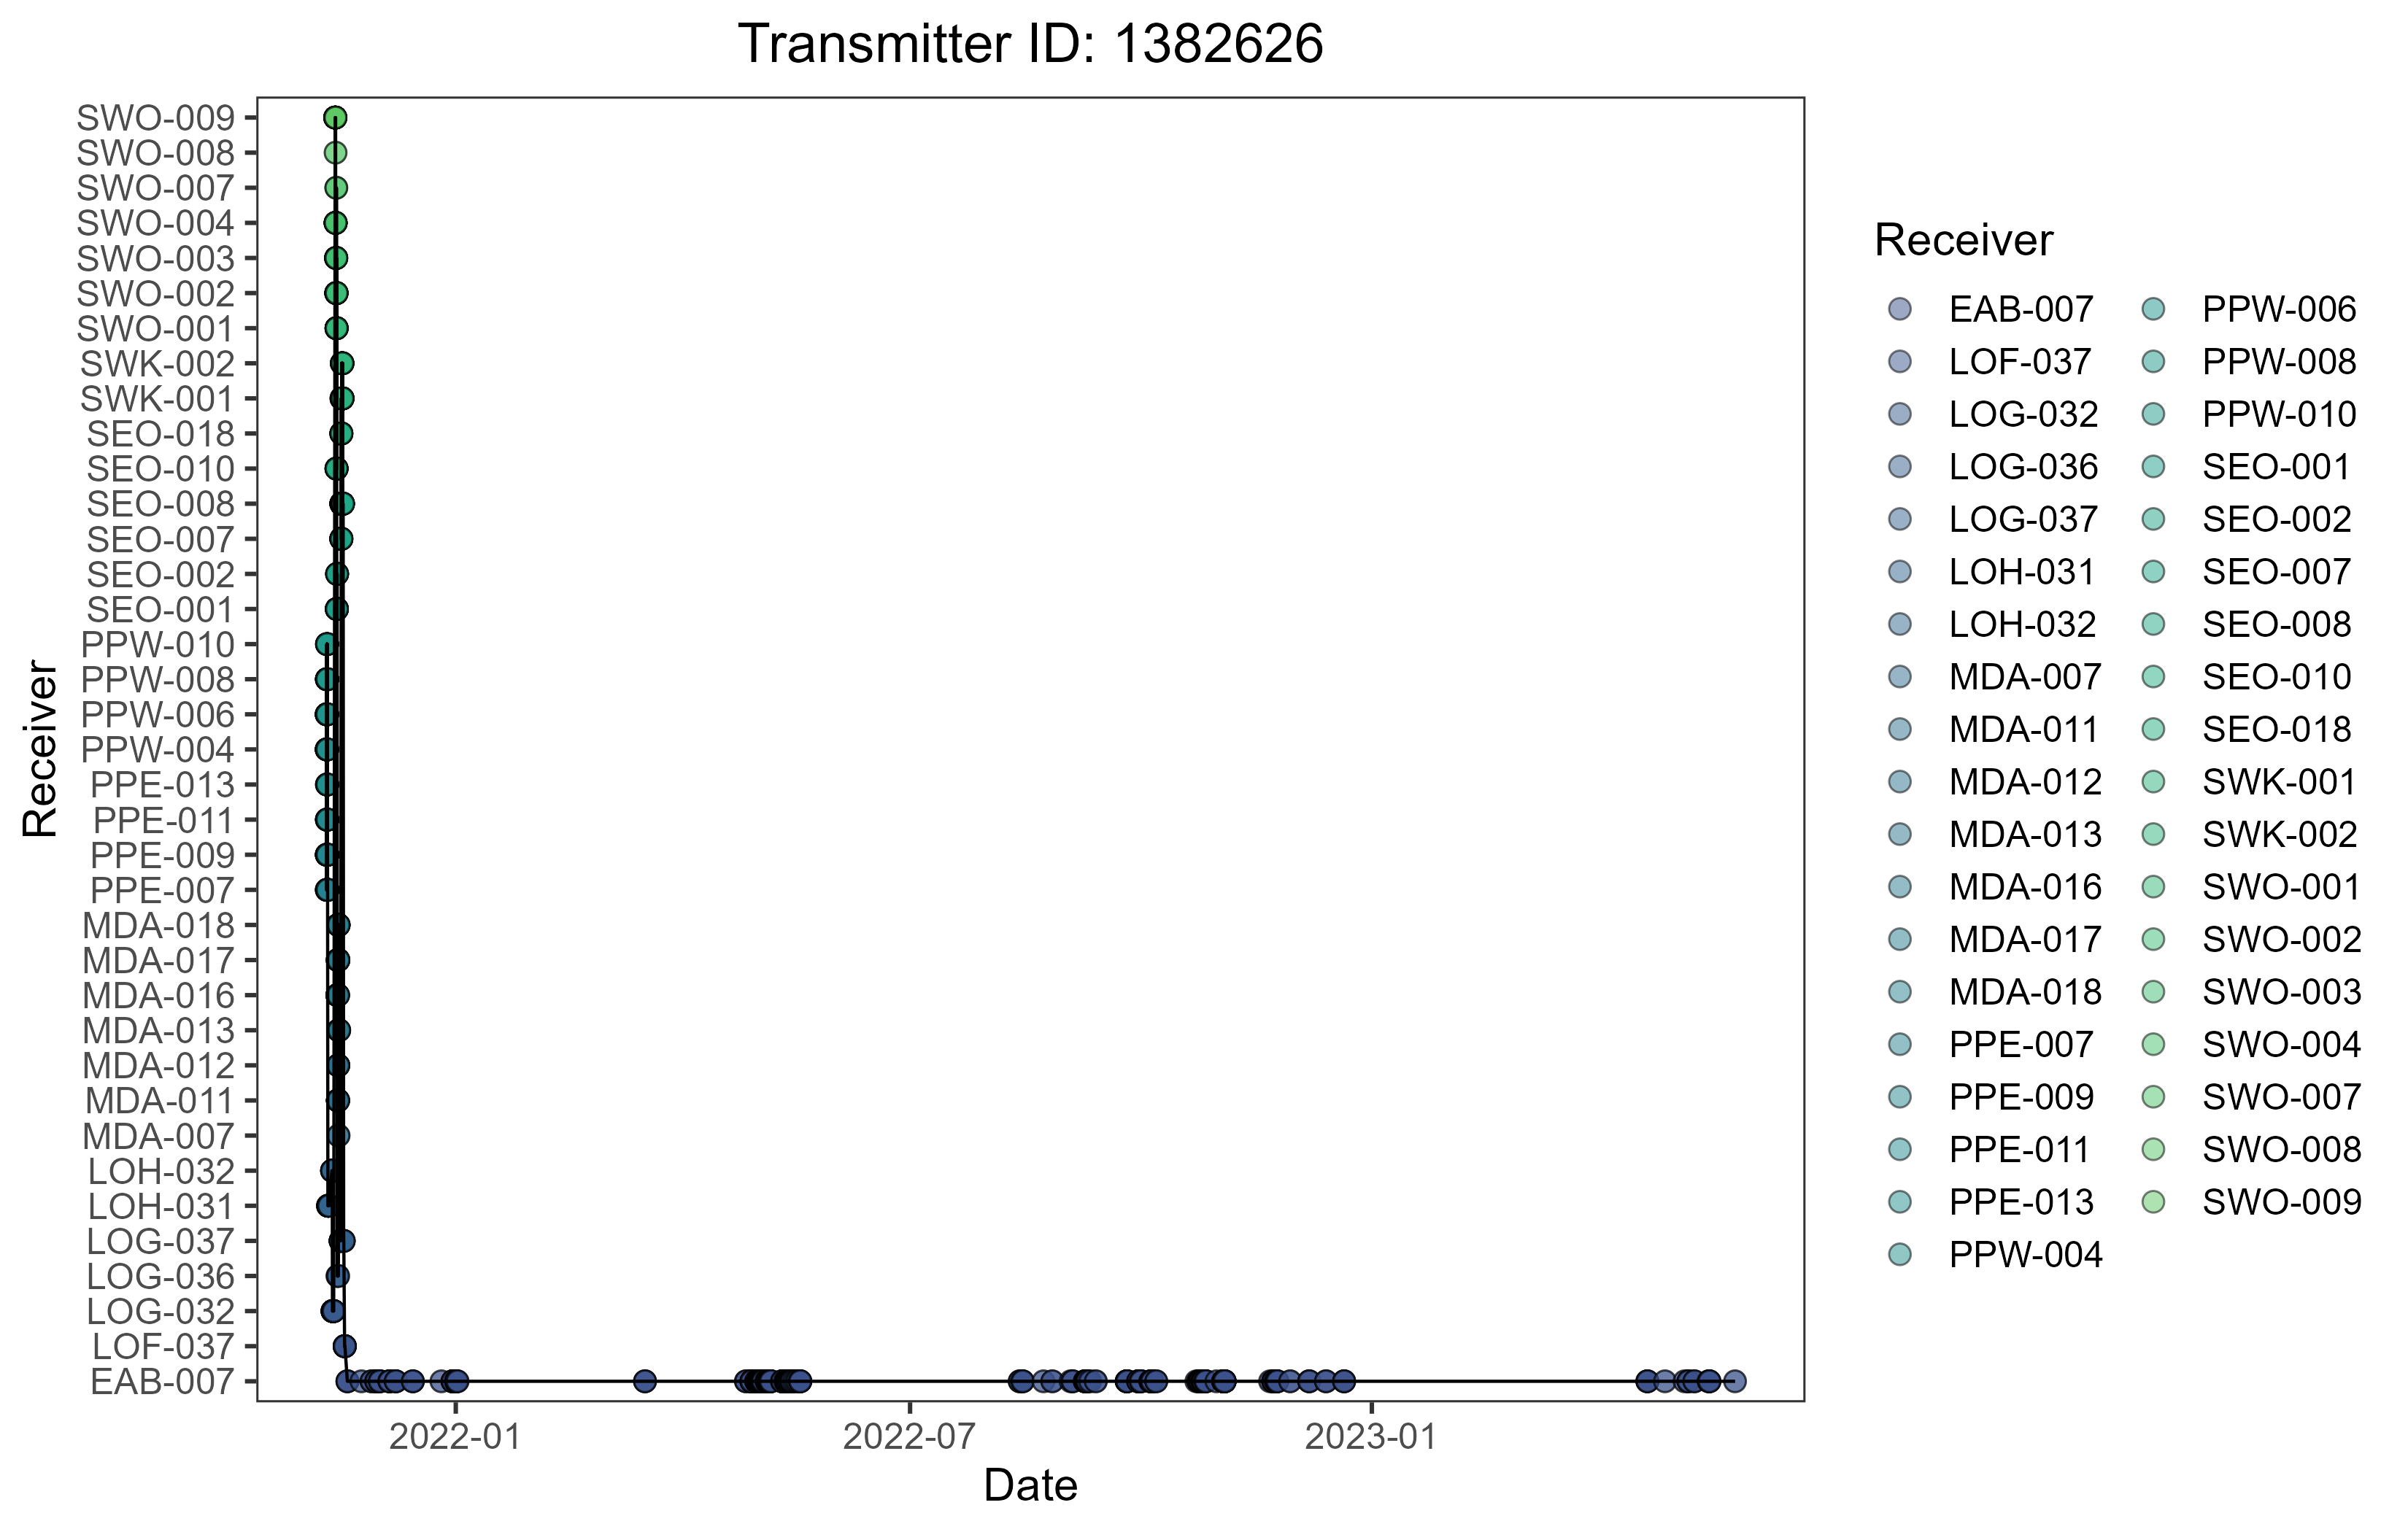 Transmitter ID: 1382626
Receiver
SWO-009
SWO-008
SWO-007
SWO-004
SWO-003
SWO-002
SWO-001
SWK-002
SWK-001
SEO-018
SEO-010
SEO-008
SEO-007
SEO-002
SEO-001
PPW-010
PPW-008
PPW-006
PPW-004
PPE-013
PPE-011
PPE-009
PPE-007
MDA-018
MDA-017
MDA-016
MDA-013
MDA-012
MDA-011
MDA-007
LOH-032
LOH-031
LOG-037
LOG-036
LOG-032
LOF-037
EAB-007
2022-01
2022-07
2023-01
Date
Receiver
EAB-007
LOF-037
LOG-032
LOG-036
LOG-037
LOH-031
LOH-032
MDA-007
MDA-011
MDA-012
MDA-013
MDA-016
MDA-017
MDA-018
PPE-007
PPE-009
PPE-011
PPE-013
PPW-004
PPW-006
PPW-008
PPW-010
SEO-001
SEO-002
SEO-007
SEO-008
SEO-010
SEO-018
SWK-001
SWK-002
SWO-001
SWO-002
SWO-003
SWO-004
SWO-007
SWO-008
SWO-009